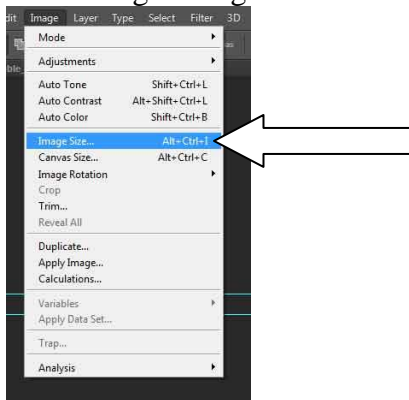 dit Image Layer Type Select Filter 3D
Mode
Adjustments
Auto Tone Shift+Ctrl+L
Auto Contrast Alt+Shift+Ctrl+L
Auto Color Shift+Ctrl+B
Image Size... Alt+Ctrl+I
Canvas Size... Alt+Ctrl+C
Image Rotation
Crop
Trim...
Reveal All
Duplicate...
Apply Image...
Calculations...
Variables
Apply Data Set...
Trap...
Analysis